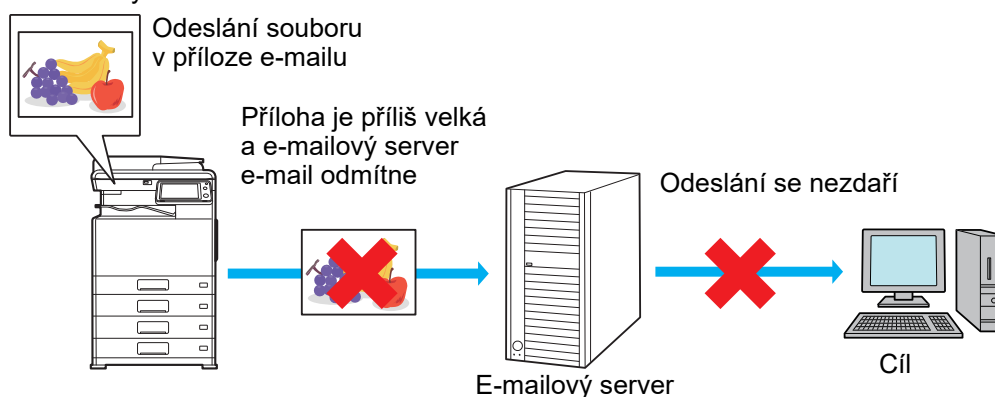 Odeslání souboru
v příloze e-mailu
Příloha je příliš velká
a e-mailový server
e-mail odmítne
Odeslání se nezdaří
E-mailový server
Cíl